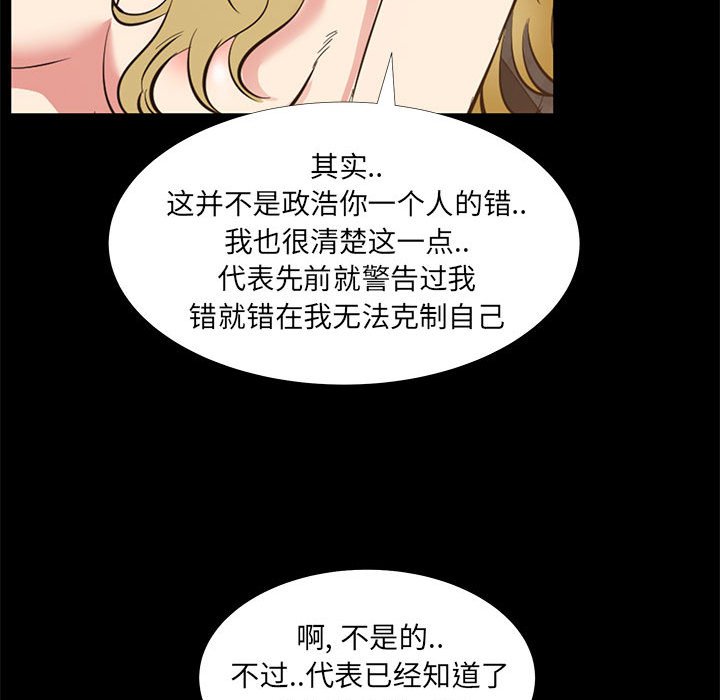 其实..
这并不是政浩你一个人的错..
我也很清楚这一点..
代表先前就警告过我
错就错在我无法克制自己
啊, 不是的..
不过..代表已经知道了